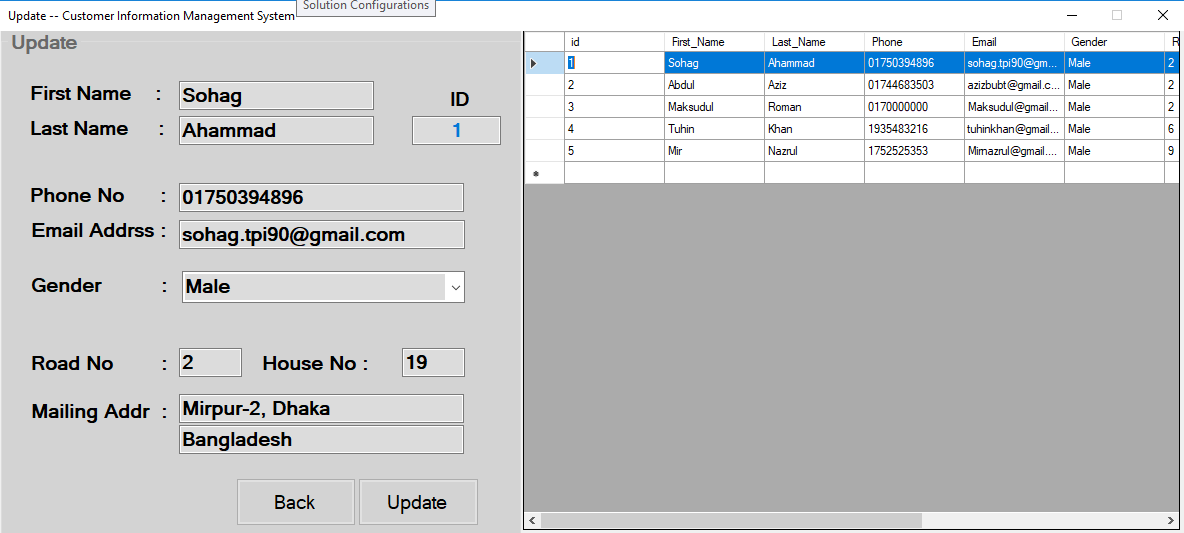 Solution Configurations
Update -- Customer Information Management System
Update
First Name : Sohag
ID
Last Name : Ahammad
1
Phone No : 01750394896
Email Addrss : sohag.tpi90@gmail.com
Gender : Male
Road No : 2 House No : 19
Mailing Addr : Mirpur-2, Dhaka
Bangladesh
Back Update
id First_Name Last_Name Phone Email Gender R
1 Sohag Ahammad 01750394896 sohag.tpi90@gm... Male 2
2 Abdul Aziz 01744683503 azizbubt@gmail.c... Male 2
3 Maksudul Roman 0170000000 Maksudul@gmail.... Male 2
4 Tuhin Khan 1935483216 tuhinkhan@gmail... Male 6
5 Mir Nazrul 1752525353 Mirnazrul@gmail.... Male 9